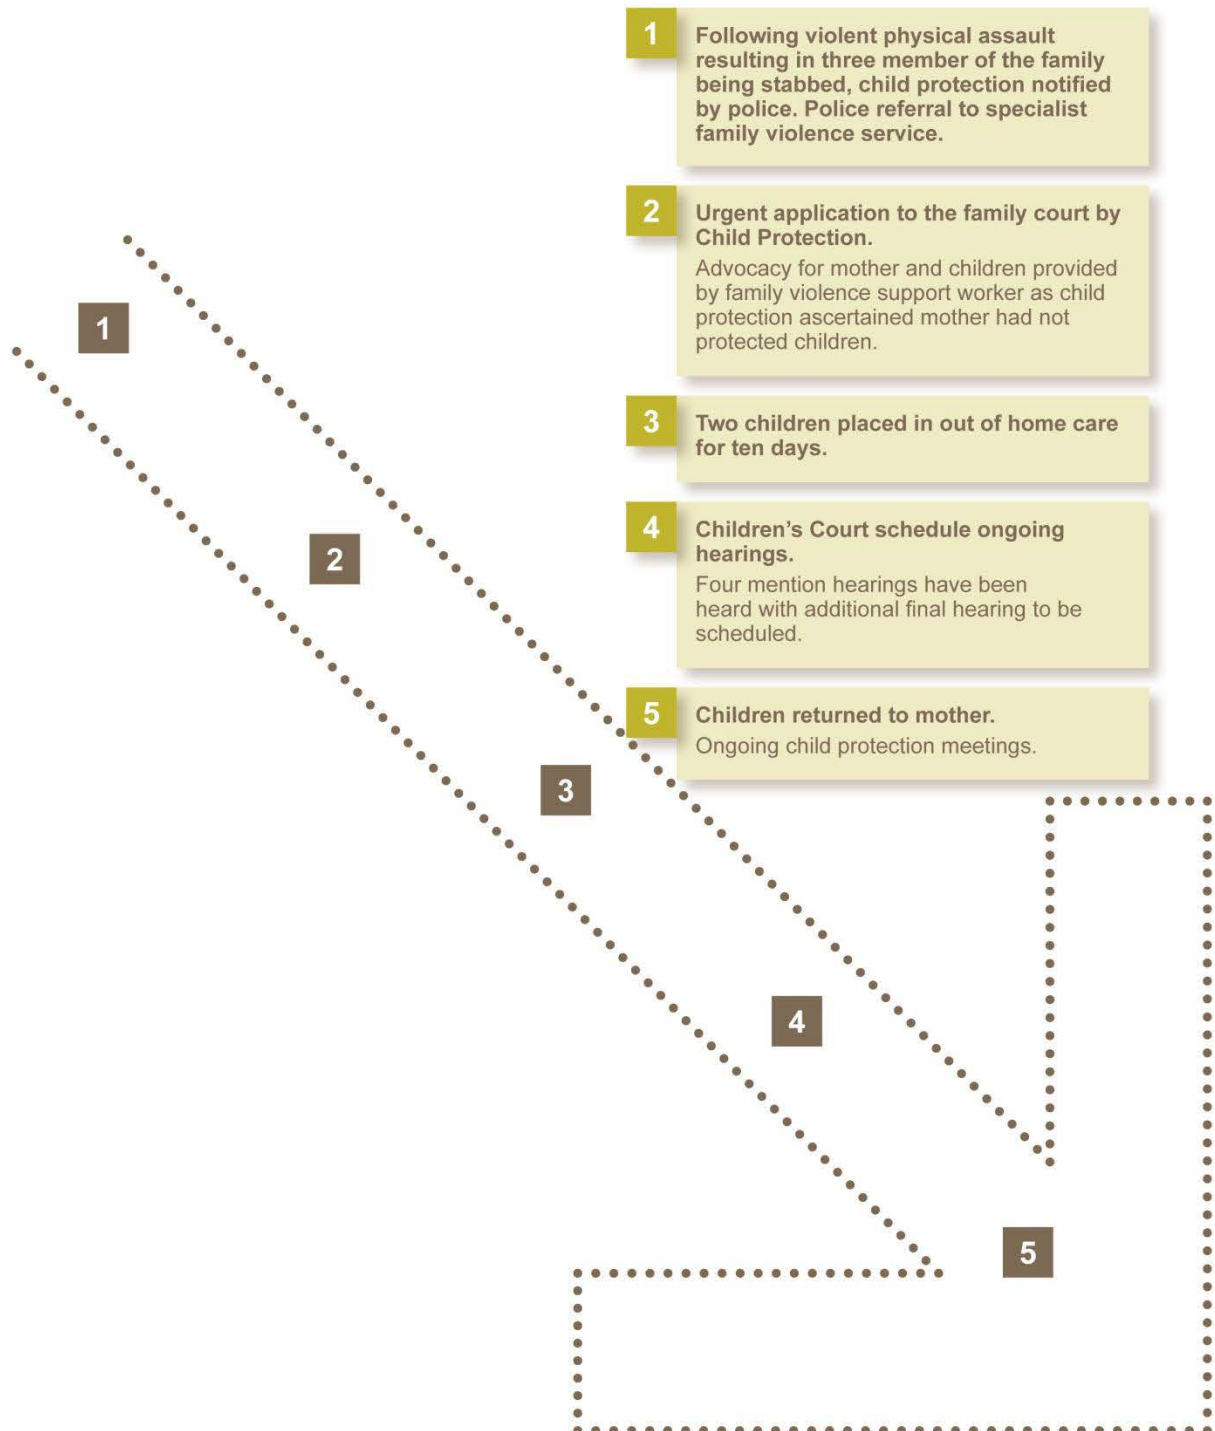 1
Following violent physical assault
resulting in three member of the family
being stabbed, child protection notified
by police. Police referral to specialist
family violence service.
2
Urgent application to the family court by
Child Protection.
Advocacy for mother and children provided
by family violence support worker as child
protection ascertained mother had not
protected children.
3
Two children placed in out of home care
for ten days.
4
Children’s Court schedule ongoing
hearings.
Four mention hearings have been
heard with additional final hearing to be
scheduled.
5
Children returned to mother.
Ongoing child protection meetings.
1
2
3
4
5